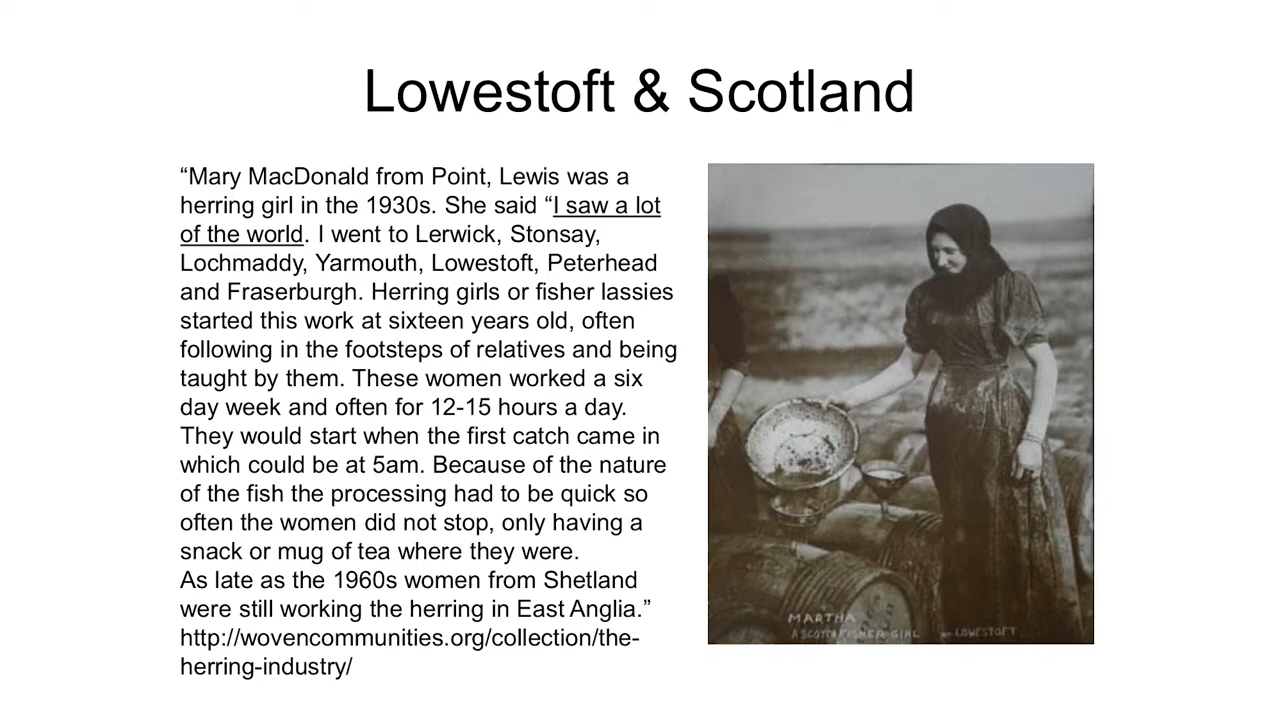 Lowestoft & Scotland
“Mary MacDonald from Point, Lewis was a
herring girl in the 1930s. She said “I saw a lot
of the world. I went to Lerwick, Stonsay,
Lochmaddy, Yarmouth, Lowestoft, Peterhead
and Fraserburgh. Herring girls or fisher lassies
started this work at sixteen years old, often
following in the footsteps of relatives and being
taught by them. These women worked a six
day week and often for 12-15 hours a day.
They would start when the first catch came in
which could be at 5am. Because of the nature
of the fish the processing had to be quick so
often the women did not stop, only having a
snack or mug of tea where they were.
As late as the 1960s women from Shetland
were still working the herring in East Anglia.”
http://wovencommunities.org/collection/the-
herring-industry/
MARTHA
A SCOTCH FISHER GIRL LOWESTOFT